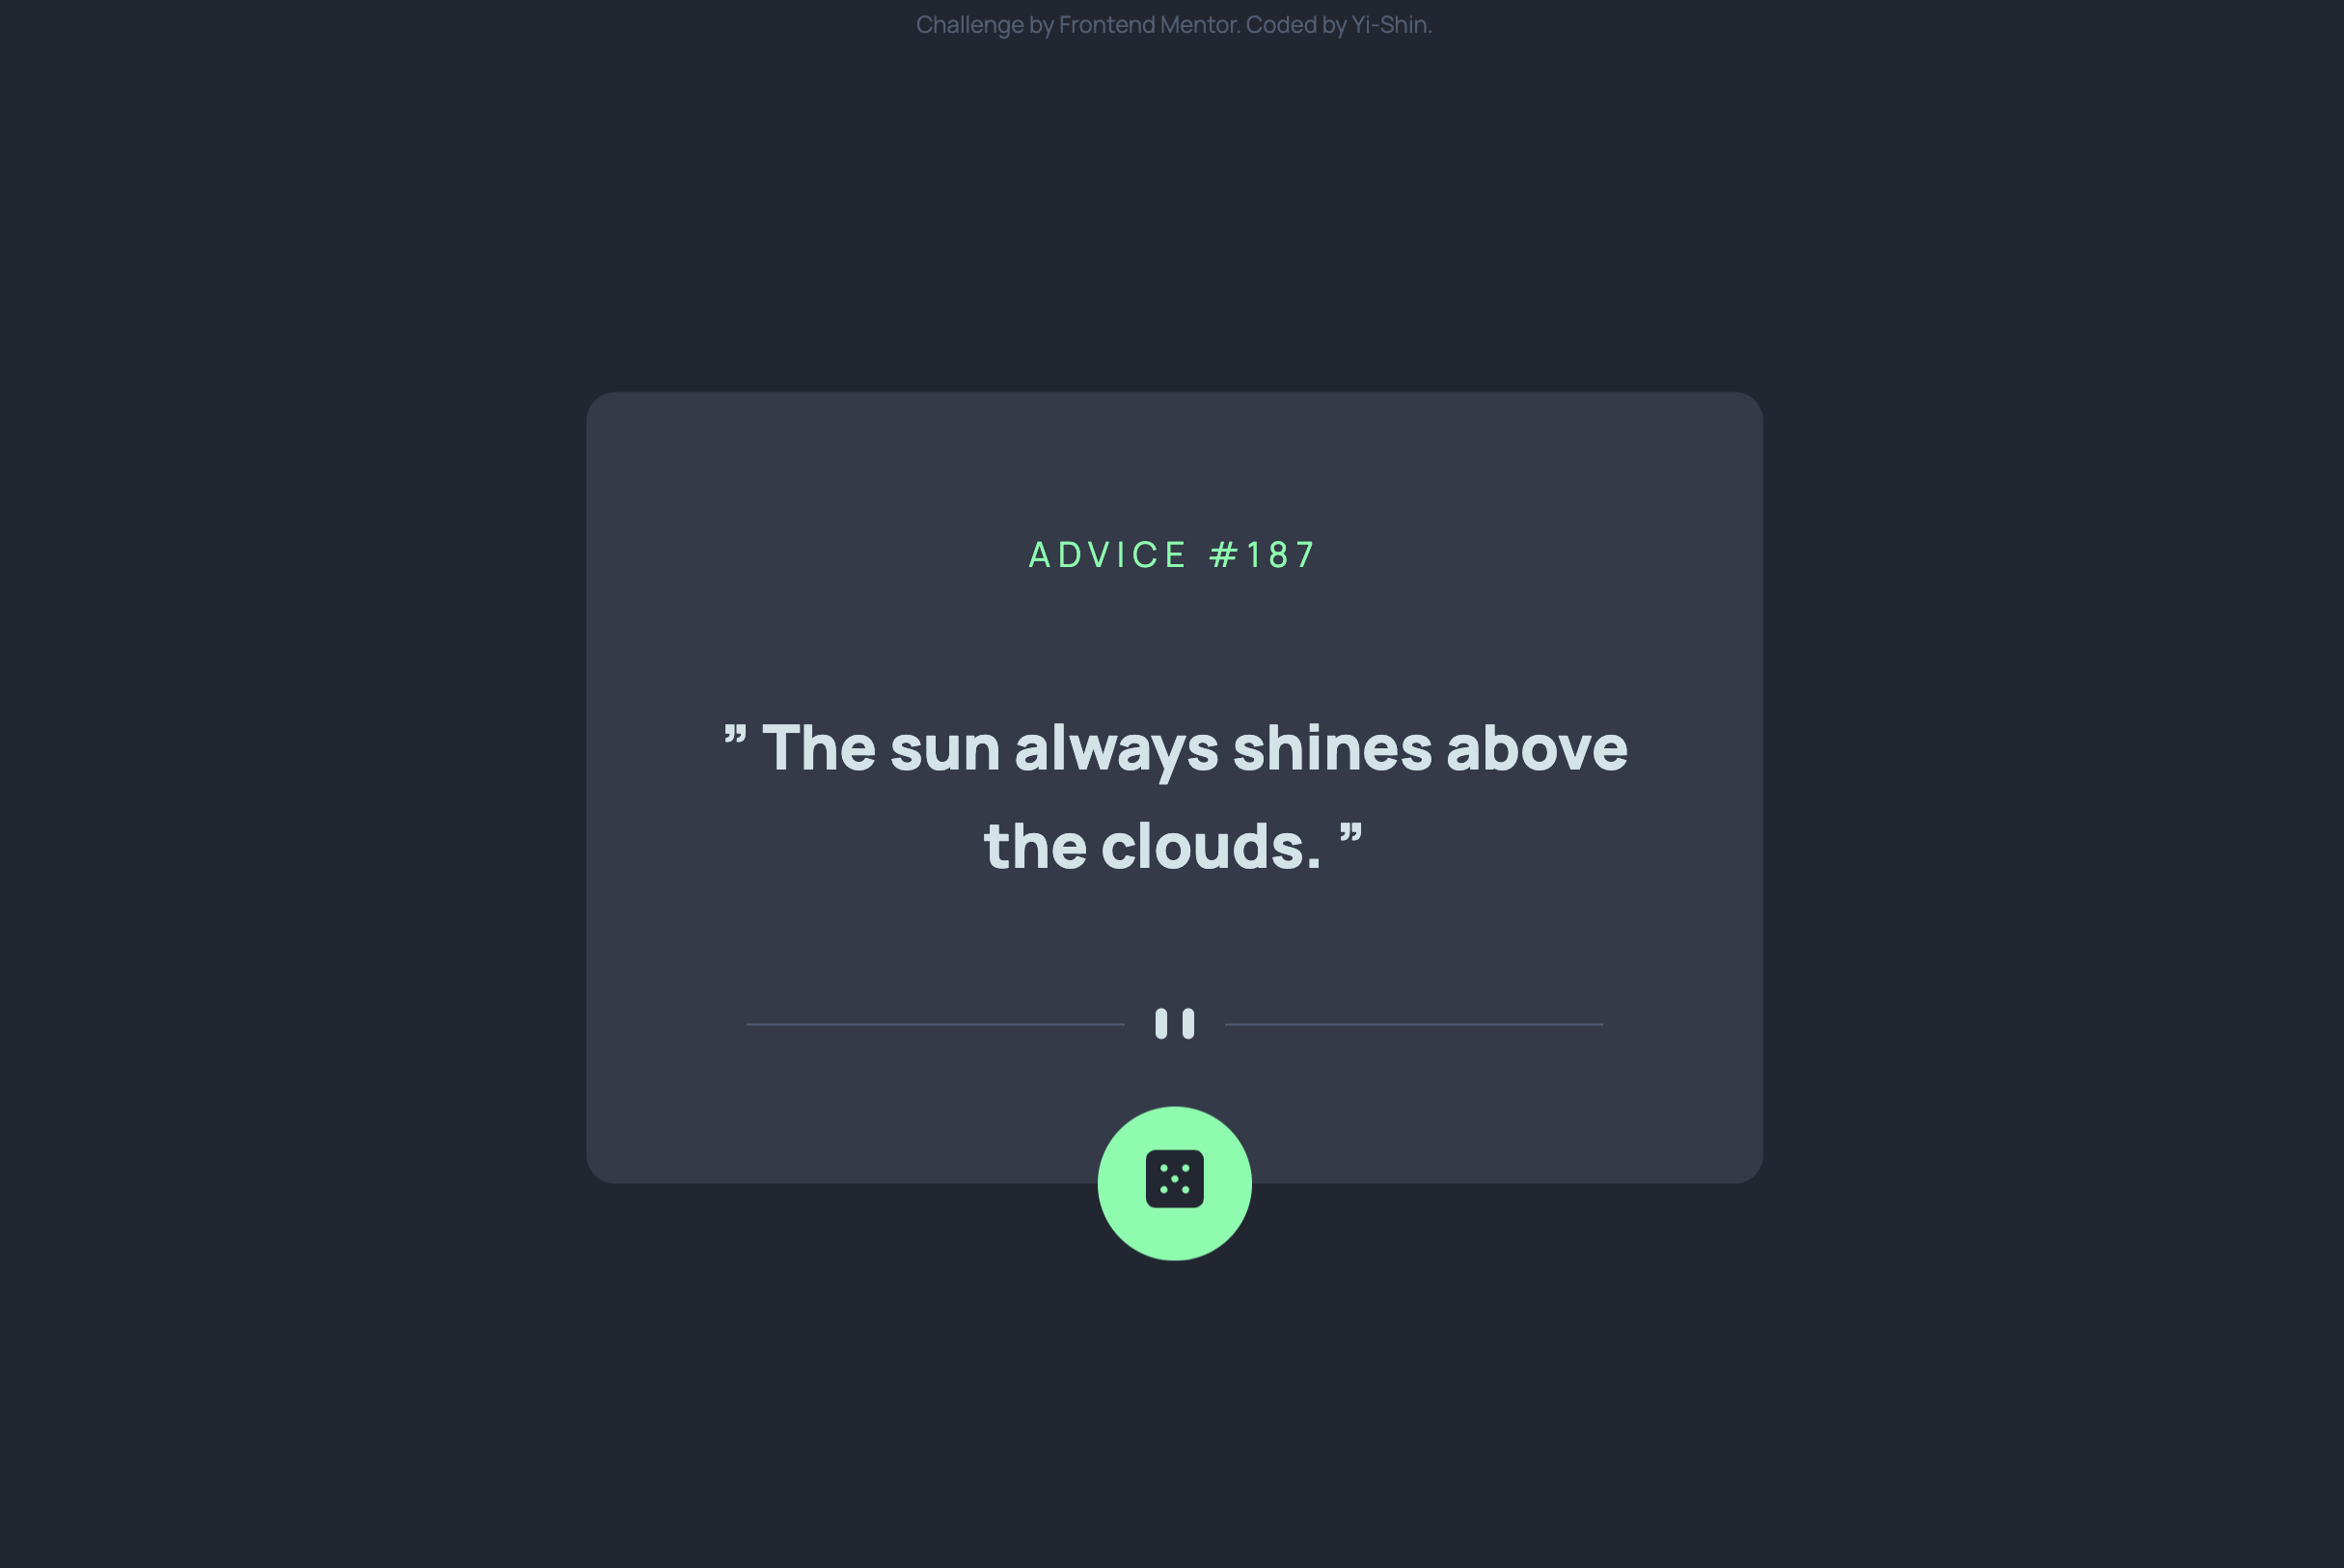 Challenge by Frontend Mentor. Coded by Yi-Shin.
ADVICE #187
” The sun always shines above
the clouds. ”